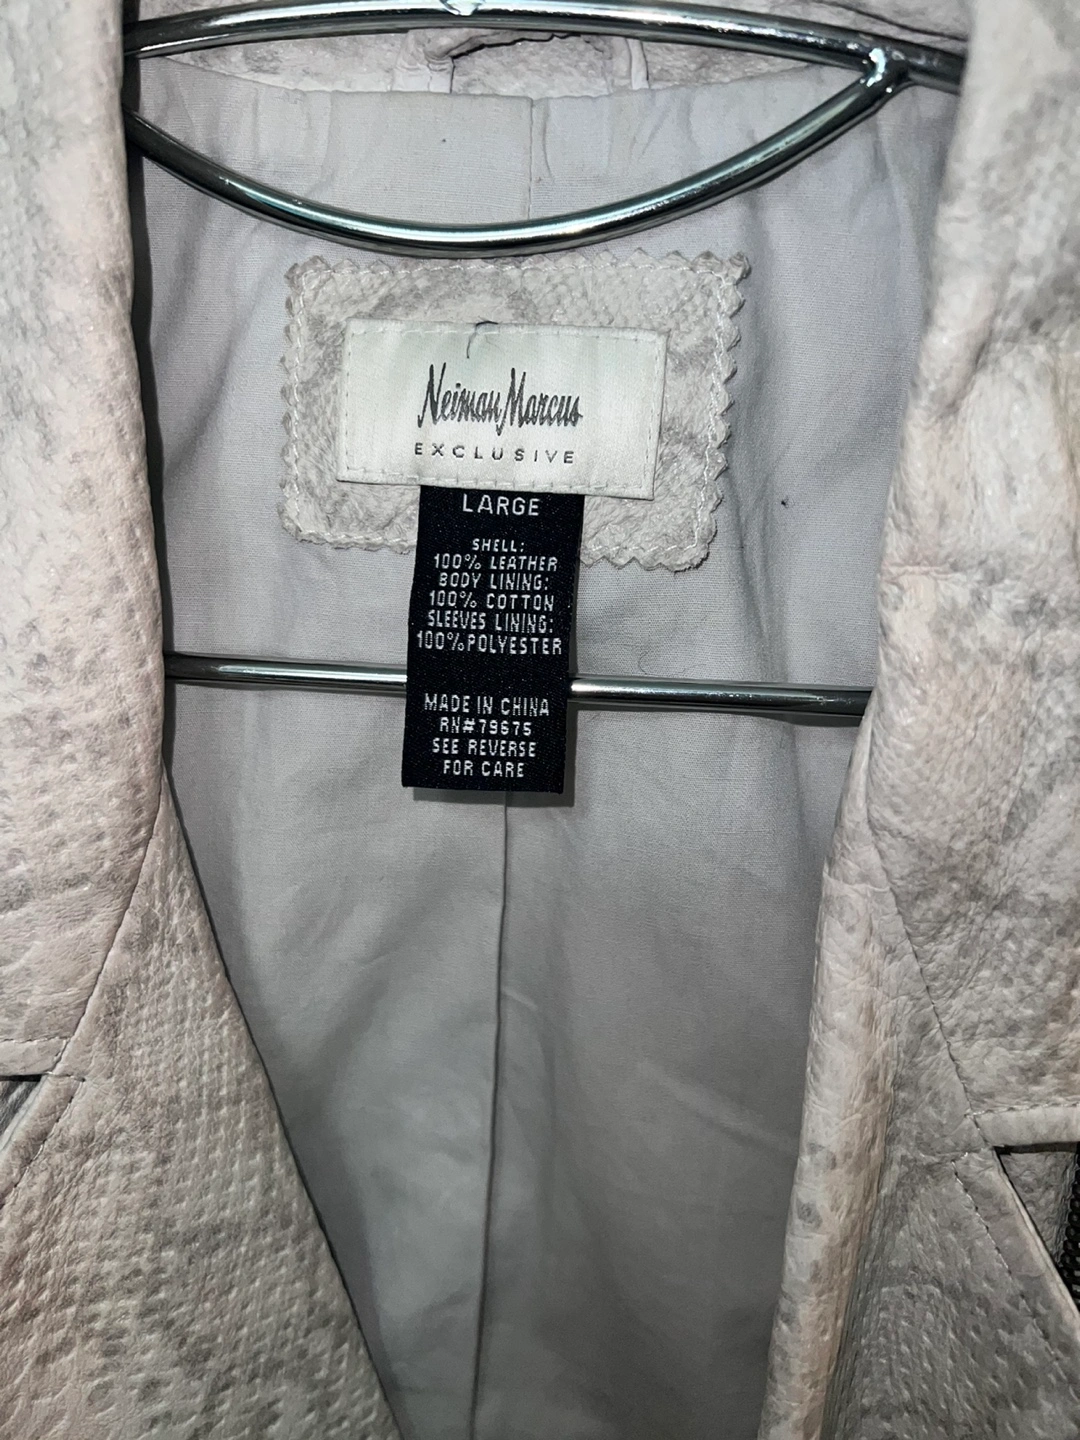 Neiman Marcus
EXCLUSIVE
LARGE
SHELL:
100% LEATHER
BODY LINING:
100% COTTON
SLEEVES LINING:
100%POLYESTER
MADE IN CHINA
RN#79675
SEE REVERSE
FOR CARE